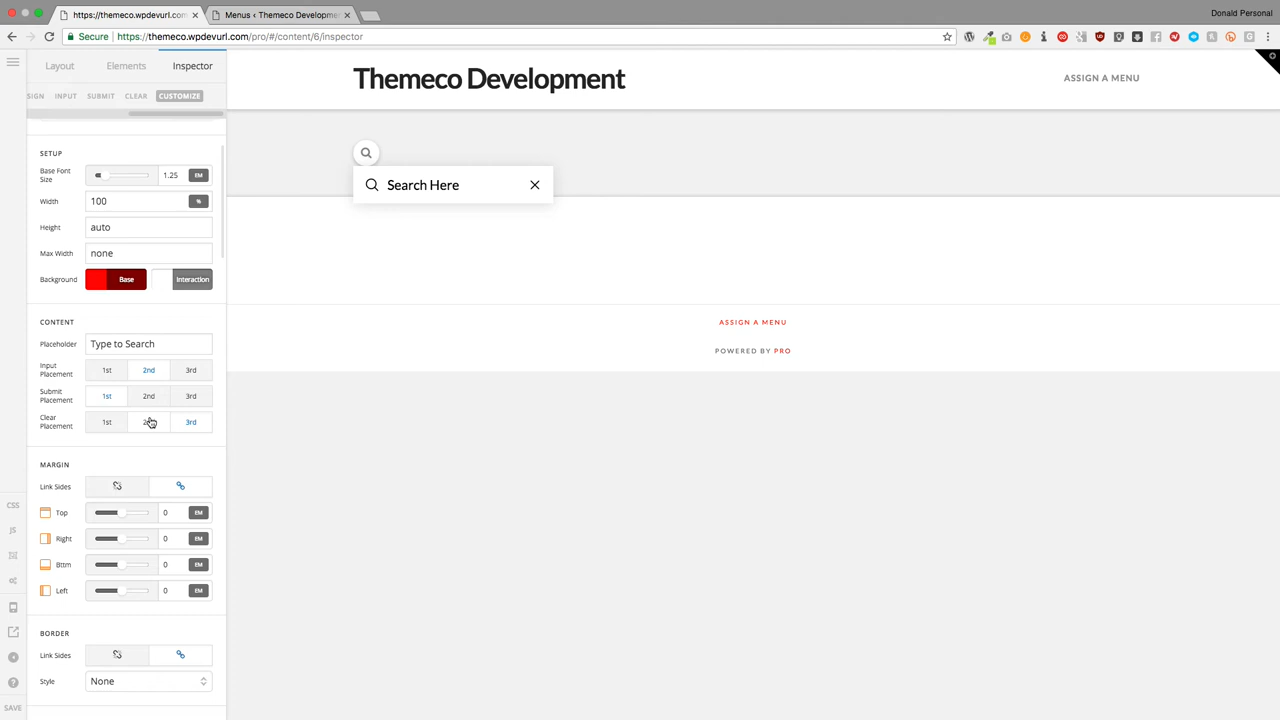 https://themeco.wpdevurl.com
Menus ‹ Themeco Developme
Donald Personal
Secure
https://themeco.wpdevurl.com/pro/#/content/6/inspector
Layout
Elements
Inspector
SIGN
INPUT
SUBMIT
CLEAR
CUSTOMIZE
SETUP
Base Font
Size
1.25
EM
Width
100
%
Height
auto
Max Width
none
Background
Base
Interaction
CONTENT
Placeholder
Type to Search
Input
Placement
1st
2nd
3rd
Submit
Placement
1st
2nd
3rd
Clear
Placement
1st
3rd
MARGIN
Link Sides
Top
0
EM
Right
0
EM
Bttm
0
EM
Left
0
EM
BORDER
Link Sides
Style
None
CSS
JS
SAVE
Themeco Development
ASSIGN A MENU
Search Here
ASSIGN A MENU
POWERED BY PRO